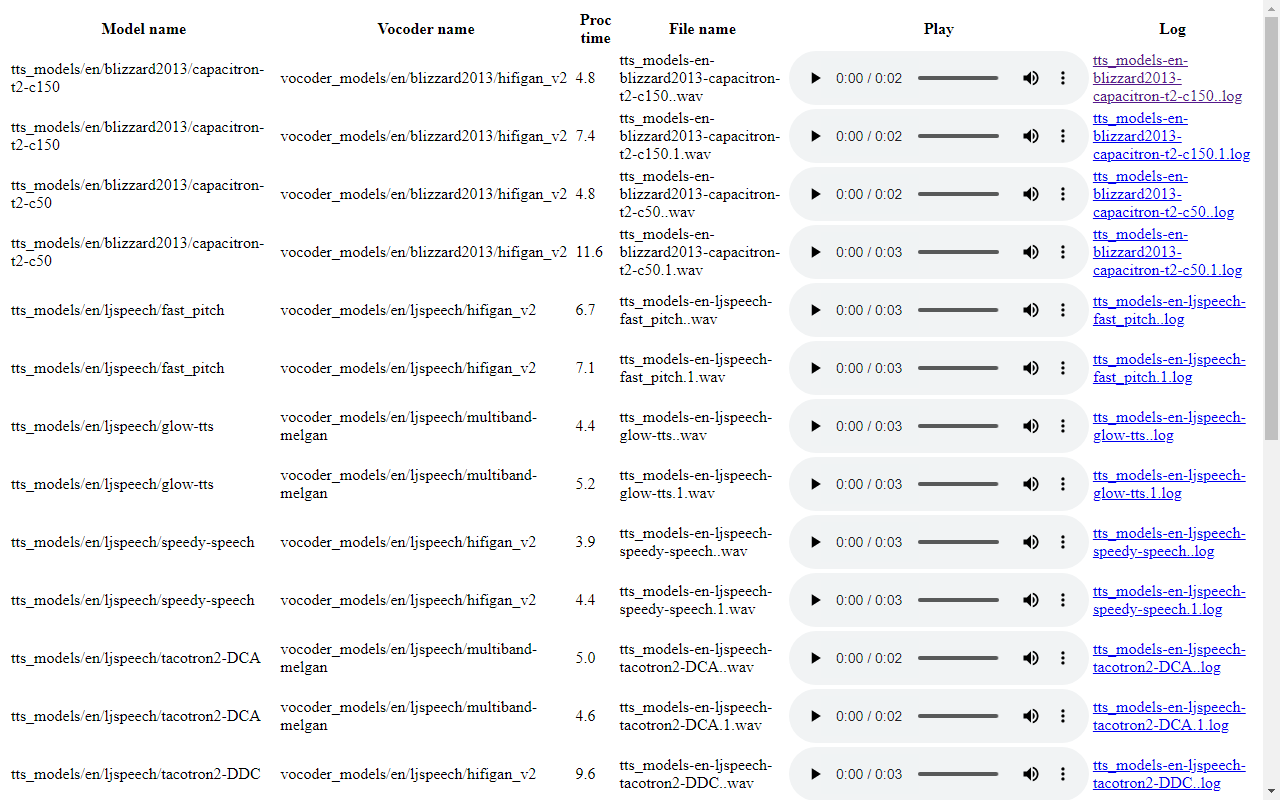 Model name Vocoder name Proc time File name Play Log
tts_models/en/blizzard2013/capacitron-
t2-c150
vocoder_models/en/blizzard2013/hifigan_v2 4.8
tts_models-en-
blizzard2013-capacitron-
t2-c150..wav
0:00 / 0:02
tts_models-en-
blizzard2013-
capacitron-t2-c150..log
tts_models/en/blizzard2013/capacitron-
t2-c150
vocoder_models/en/blizzard2013/hifigan_v2 7.4
tts_models-en-
blizzard2013-capacitron-
t2-c150.1.wav
0:00 / 0:02
tts_models-en-
blizzard2013-
capacitron-t2-c150.1.log
tts_models/en/blizzard2013/capacitron-
t2-c50
vocoder_models/en/blizzard2013/hifigan_v2 4.8
tts_models-en-
blizzard2013-capacitron-
t2-c50..wav
0:00 / 0:02
tts_models-en-
blizzard2013-
capacitron-t2-c50..log
tts_models/en/blizzard2013/capacitron-
t2-c50
vocoder_models/en/blizzard2013/hifigan_v2 11.6
tts_models-en-
blizzard2013-capacitron-
t2-c50.1.wav
0:00 / 0:03
tts_models-en-
blizzard2013-
capacitron-t2-c50.1.log
tts_models/en/ljspeech/fast_pitch
vocoder_models/en/ljspeech/hifigan_v2 6.7
tts_models-en-ljspeech-
fast_pitch..wav
0:00 / 0:03
tts_models-en-ljspeech-
fast_pitch..log
tts_models/en/ljspeech/fast_pitch
vocoder_models/en/ljspeech/hifigan_v2 7.1
tts_models-en-ljspeech-
fast_pitch.1.wav
0:00 / 0:03
tts_models-en-ljspeech-
fast_pitch.1.log
tts_models/en/ljspeech/glow-tts
vocoder_models/en/ljspeech/multiband-
melgan
4.4
tts_models-en-ljspeech-
glow-tts..wav
0:00 / 0:03
tts_models-en-ljspeech-
glow-tts..log
tts_models/en/ljspeech/glow-tts
vocoder_models/en/ljspeech/multiband-
melgan
5.2
tts_models-en-ljspeech-
glow-tts.1.wav
0:00 / 0:03
tts_models-en-ljspeech-
glow-tts.1.log
tts_models/en/ljspeech/speedy-speech
vocoder_models/en/ljspeech/hifigan_v2 3.9
tts_models-en-ljspeech-
speedy-speech..wav
0:00 / 0:03
tts_models-en-ljspeech-
speedy-speech..log
tts_models/en/ljspeech/speedy-speech
vocoder_models/en/ljspeech/hifigan_v2 4.4
tts_models-en-ljspeech-
speedy-speech.1.wav
0:00 / 0:03
tts_models-en-ljspeech-
speedy-speech.1.log
tts_models/en/ljspeech/tacotron2-DCA
vocoder_models/en/ljspeech/multiband-
melgan
5.0
tts_models-en-ljspeech-
tacotron2-DCA..wav
0:00 / 0:02
tts_models-en-ljspeech-
tacotron2-DCA..log
tts_models/en/ljspeech/tacotron2-DCA
vocoder_models/en/ljspeech/multiband-
melgan
4.6
tts_models-en-ljspeech-
tacotron2-DCA.1.wav
0:00 / 0:02
tts_models-en-ljspeech-
tacotron2-DCA.1.log
tts_models/en/ljspeech/tacotron2-DDC
vocoder_models/en/ljspeech/hifigan_v2 9.6
tts_models-en-ljspeech-
tacotron2-DDC..wav
0:00 / 0:03
tts_models-en-ljspeech-
tacotron2-DDC..log